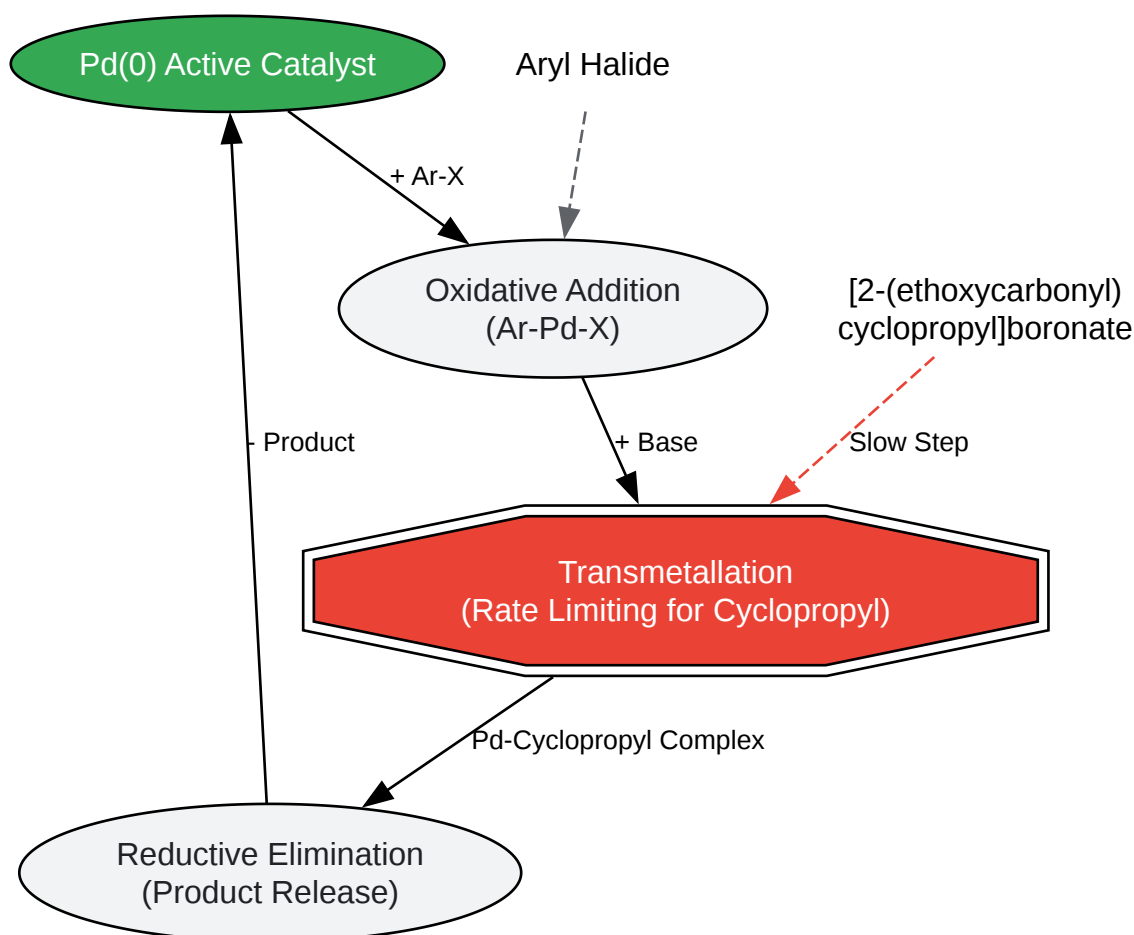 Pd(0) Active Catalyst
Aryl Halide
+ Ar-X
Oxidative Addition
(Ar-Pd-X)
[2-(ethoxycarbonyl)
cyclopropyl]boronate
- Product
+ Base
Slow Step
Transmetallation
(Rate Limiting for Cyclopropyl)
Pd-Cyclopropyl Complex
Reductive Elimination
(Product Release)